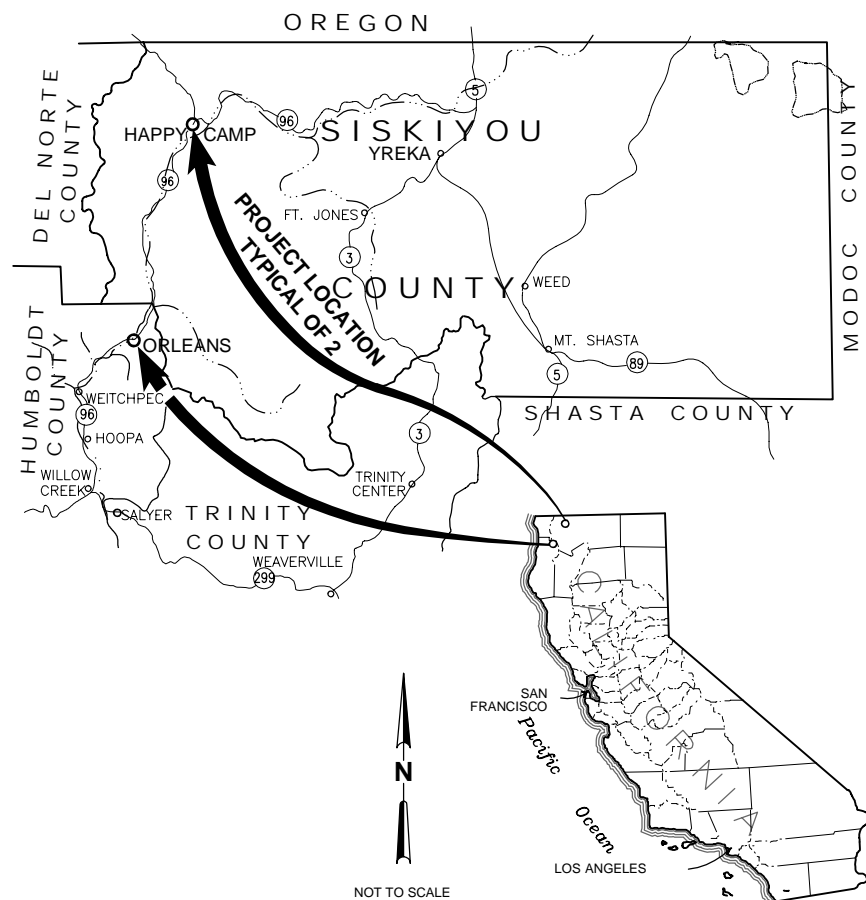 OREGON
DEL NORTE
COUNTY
96
5
HAPPY CAMP
SISKIYOU
YREKA
96
MODOC COUNTY
FT. JONES
PROJECT LOCATION
TYPICAL OF 2
3
COUNTY
WEED
HUMBOLDT
COUNTY
ORLEANS
MT. SHASTA
89
5
WEITCHPEC
96
SHASTA COUNTY
HOOPA
3
WILLOW
CREEK
TRINITY
CENTER
SALYER
TRINITY
COUNTY
WEAVERVILLE
299
CALIFORNIA
SAN
FRANCISCO
Pacific
Ocean
N
LOS ANGELES
NOT TO SCALE